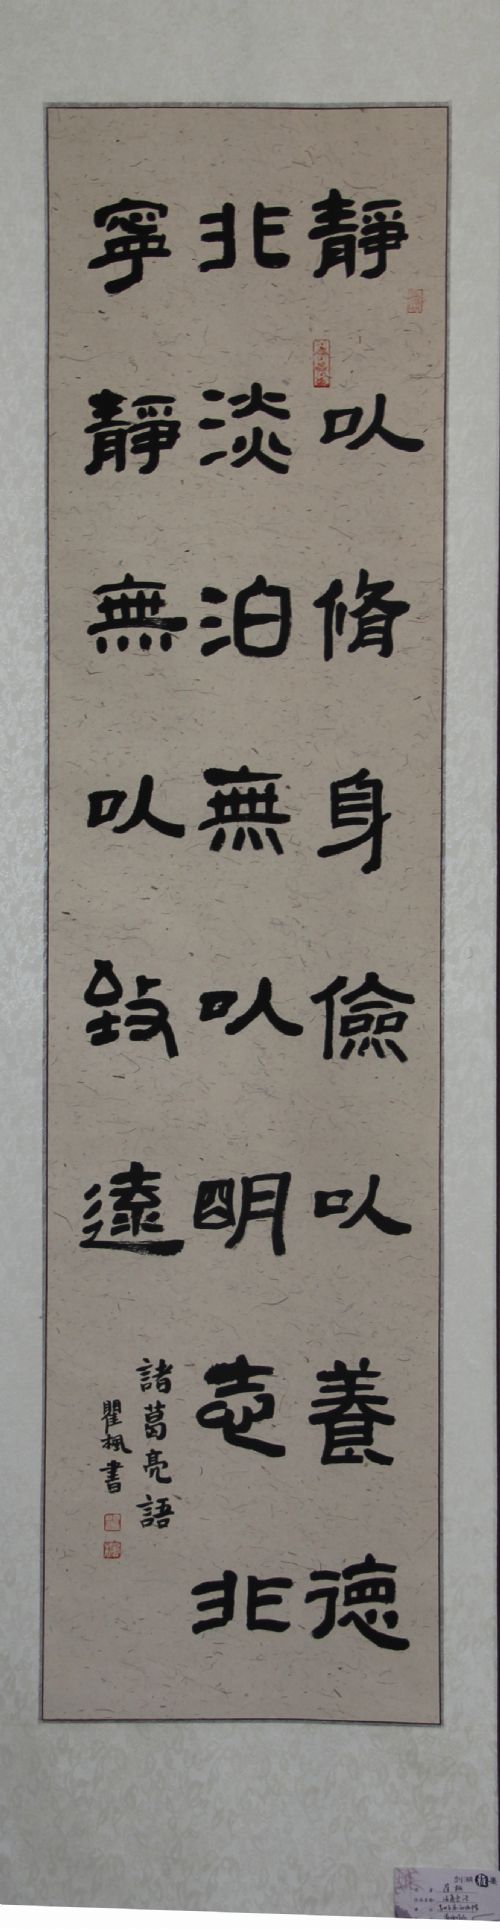 靜以脩身儉以養德
非淡泊無以明志非
寧靜無以致遠
諸葛亮語
瞿楓書